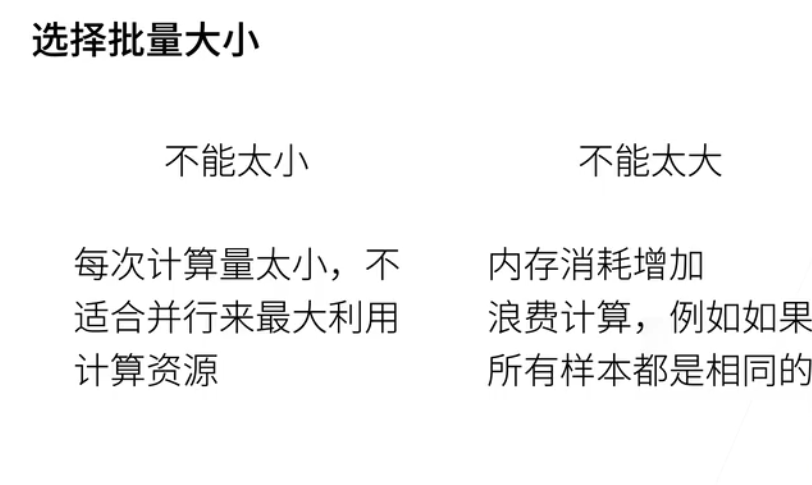 选择批量大小
不能太小
每次计算量太小，不
适合并行来最大利用
计算资源
不能太大
内存消耗增加
浪费计算，例如如果
所有样本都是相同的